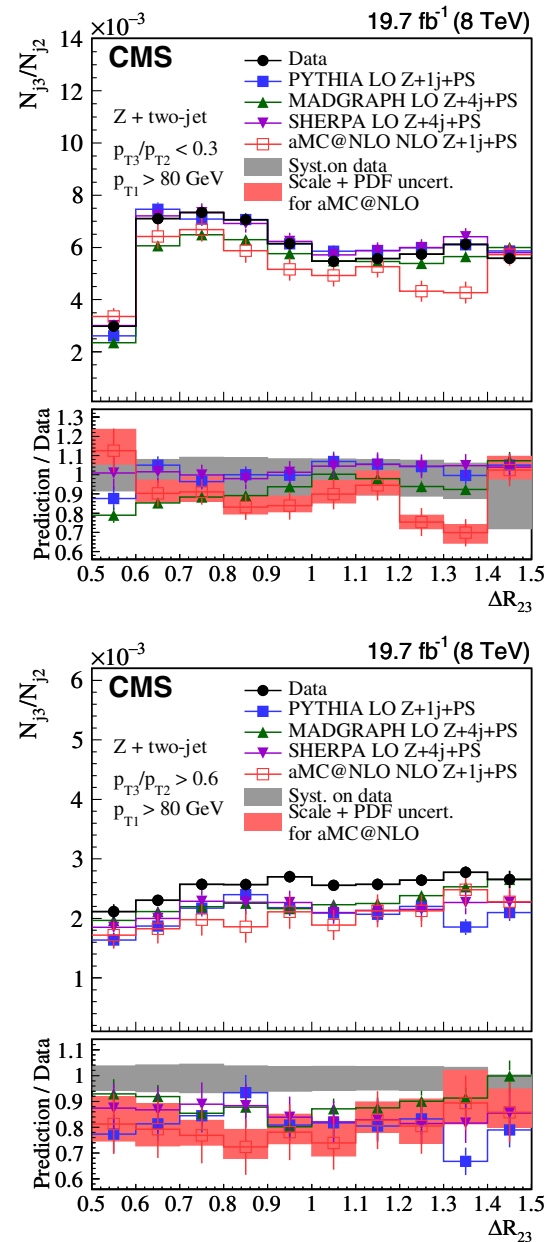 ×10⁻³
19.7 fb⁻¹ (8 TeV)
N_j3/N_j2
14
12
10
8
6
4
2
CMS
Z + two-jet
p_T3/p_T2 < 0.3
p_T1 > 80 GeV
Data
PYTHIA LO Z+1j+PS
MADGRAPH LO Z+4j+PS
SHERPA LO Z+4j+PS
aMC@NLO NLO Z+1j+PS
Syst.on data
Scale + PDF uncert.
for aMC@NLO
Prediction / Data
1.3
1.2
1.1
1.0
0.9
0.8
0.7
0.6
0.5 0.6 0.7 0.8 0.9 1 1.1 1.2 1.3 1.4 1.5
ΔR₂₃
×10⁻³
19.7 fb⁻¹ (8 TeV)
N_j3/N_j2
6
5
4
3
2
1
CMS
Z + two-jet
p_T3/p_T2 > 0.6
p_T1 > 80 GeV
Data
PYTHIA LO Z+1j+PS
MADGRAPH LO Z+4j+PS
SHERPA LO Z+4j+PS
aMC@NLO NLO Z+1j+PS
Syst. on data
Scale + PDF uncert.
for aMC@NLO
Prediction / Data
1.1
1
0.9
0.8
0.7
0.6
0.5 0.6 0.7 0.8 0.9 1 1.1 1.2 1.3 1.4 1.5
ΔR₂₃